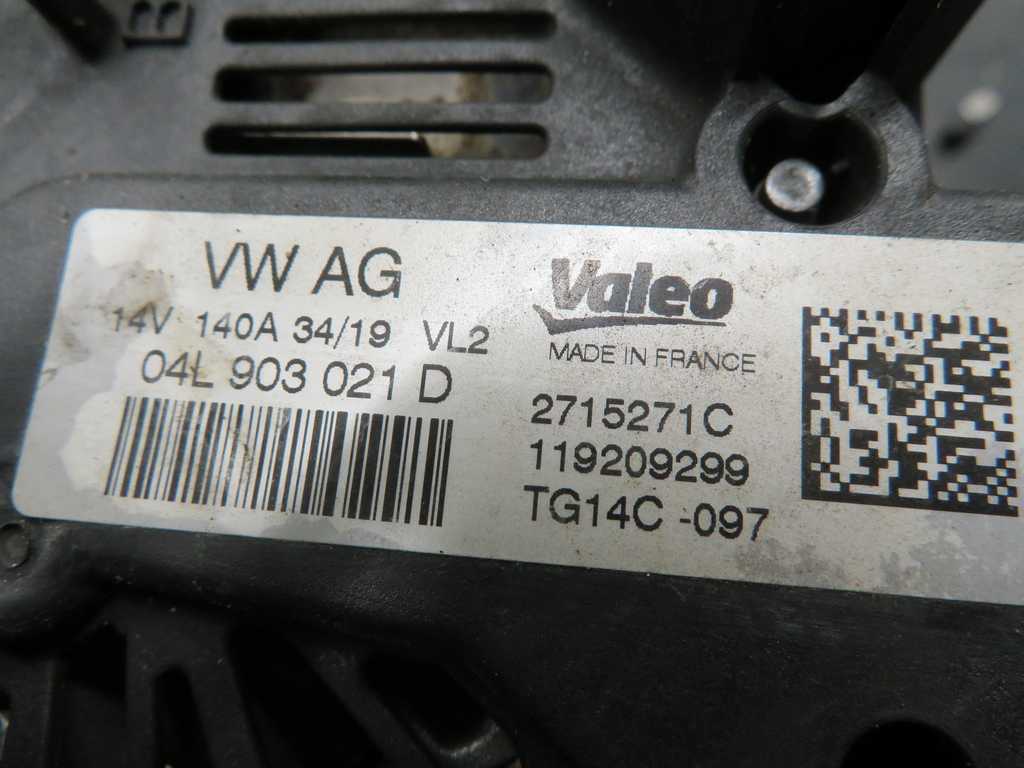 B
VW AG
14V 140A 34/19 VL2
04L 903 021 D
Valeo
MADE IN FRANCE
2715271C
119209299
TG14C -097